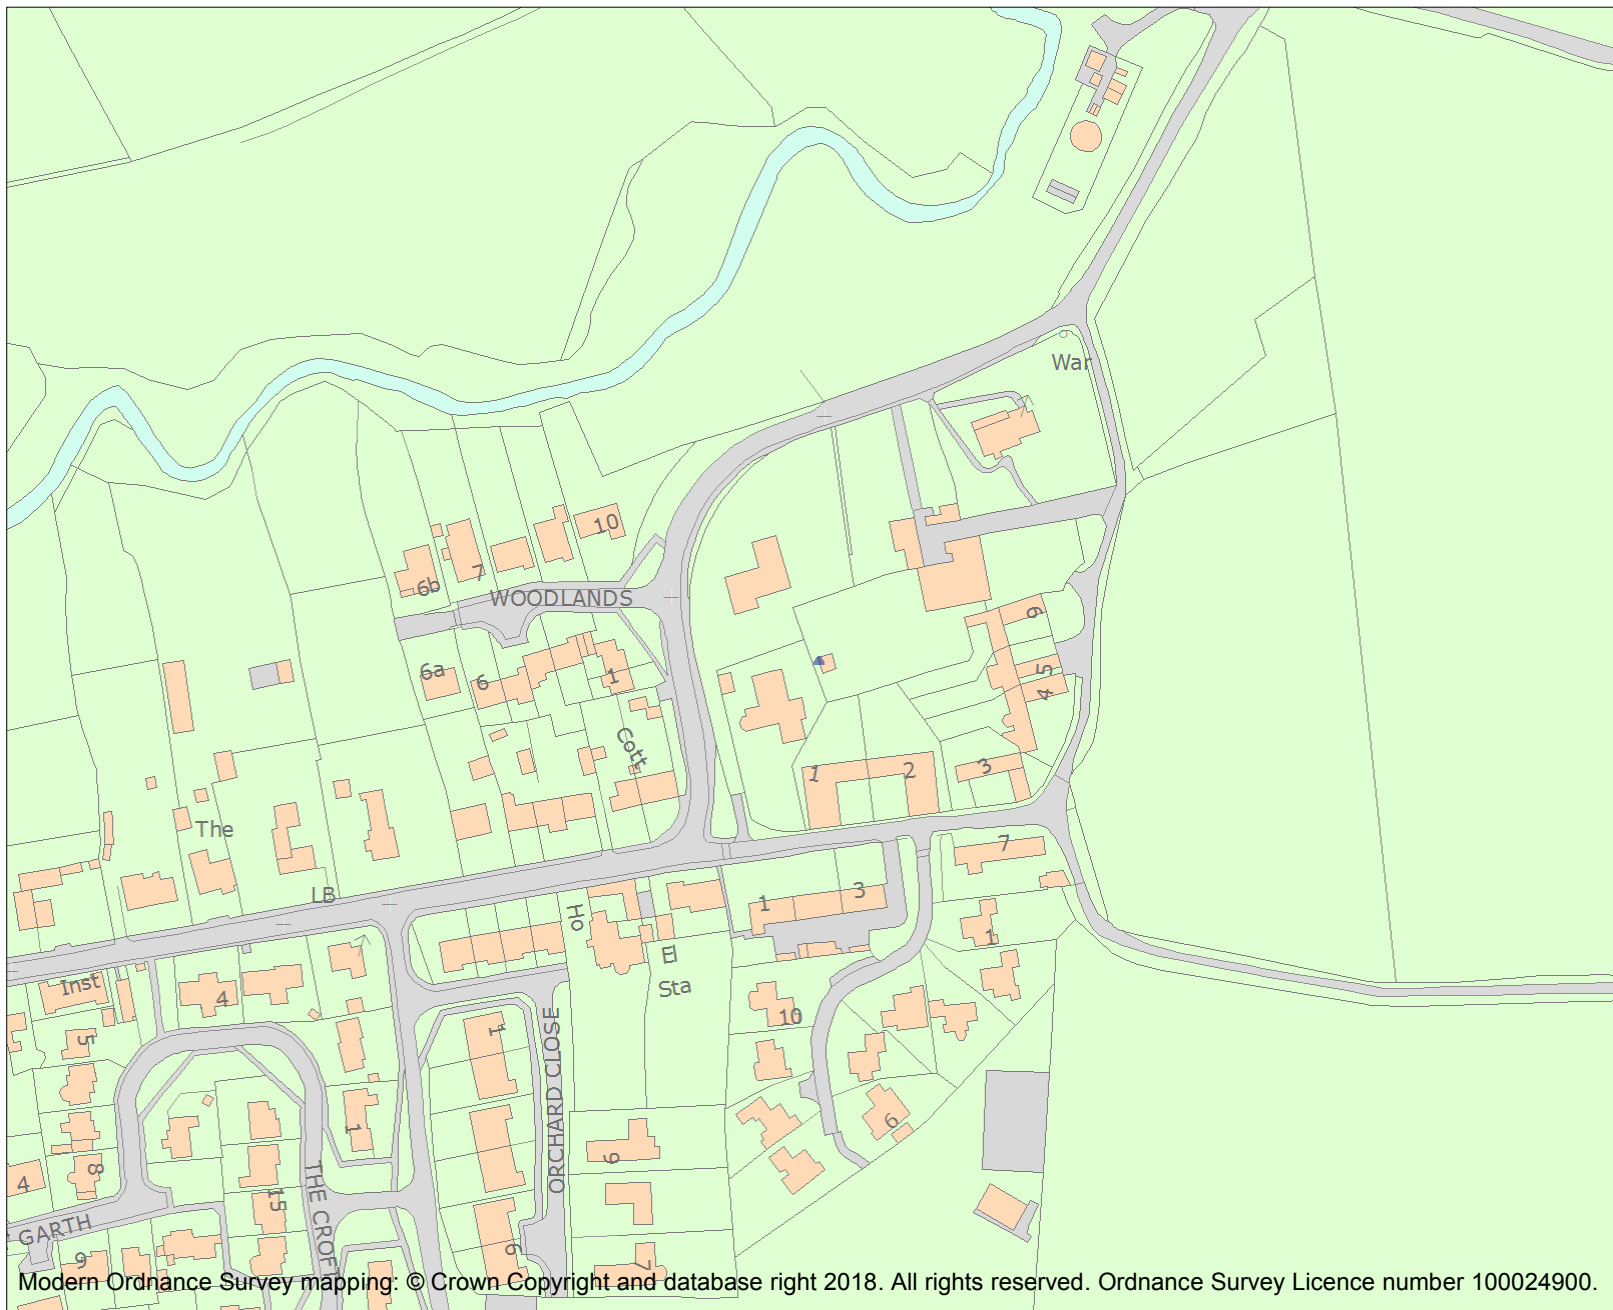 War
10
6b
7
WOODLANDS
6
6a
6
1
5
4
Cott
1
2
3
The
7
LB
1
3
Ho
1
El
Sta
Inst
4
10
5
1
ORCHARD CLOSE
1
6
9
8
4
15
THE CROFT
GARTH
9
6
7
Modern Ordnance Survey mapping: © Crown Copyright and database right 2018. All rights reserved. Ordnance Survey Licence number 100024900.